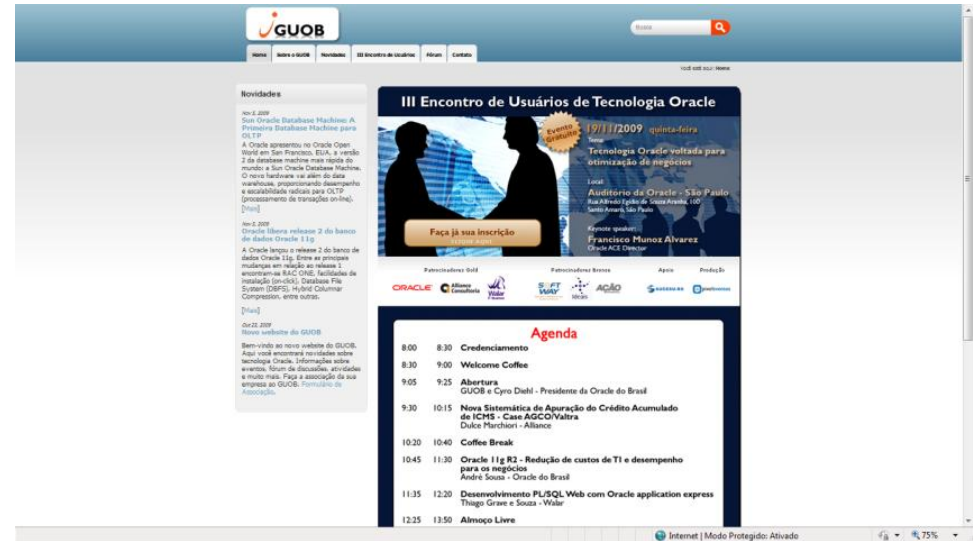 GUOB
Busca
Home
Sobre o GUOB
Novidades
III Encontro de Usuários
Fórum
Contato
Você está aqui: Home
Novidades
Nov 5, 2009
Sun Oracle Database Machine: A
Primeira Database Machine para
OLTP
A Oracle apresentou no Oracle Open
World em San Francisco, EUA, a versão
2 da database machine mais rápida do
mundo: a Sun Oracle Database Machine.
O novo hardware vai além do data
warehouse, proporcionando desempenho
e escalabilidade radicais para OLTP
(processamento de transações on-line).
[Mais]
Nov 5, 2009
Oracle libera release 2 do banco
de dados Oracle 11g
A Oracle lançou o release 2 do banco de
dados Oracle 11g. Entre as principais
mudanças em relação ao release 1
encontram-se RAC ONE, facilidades de
instalação (on-click), Database File
System (DBFS), Hybrid Columnar
Compression, entre outras.
[Mais]
Out 22, 2009
Novo website do GUOB
Bem-vindo ao novo website do GUOB.
Aqui você encontrará novidades sobre
tecnologia Oracle. Informações sobre
eventos, fórum de discussões, atividades
e muito mais. Faça a associação da sua
empresa ao GUOB. Formulário de
Associação.
III Encontro de Usuários de Tecnologia Oracle
Evento
Gratuito
19/11/2009 quinta-feira
Tema:
Tecnologia Oracle voltada para
otimização de negócios
Local:
Auditório da Oracle - São Paulo
Rua Alfredo Egídio de Souza Aranha, 100
Santo Amaro, São Paulo
Keynote speaker:
Francisco Munoz Alvarez
Oracle ACE Director
Faça já sua inscrição
CLIQUE AQUI
Patrocinadores Gold
Patrocinadores Bronze
Apoio
Produção
ORACLE
Alliance
Consultoria
Walar
SOFT
WAY
AÇÃO
Agenda
8:00 8:30 Credenciamento
8:30 9:00 Welcome Coffee
9:05 9:25 Abertura
GUOB e Cyro Diehl - Presidente da Oracle do Brasil
9:30 10:15 Nova Sistemática de Apuração do Crédito Acumulado
de ICMS - Case AGCO/Valtra
Dulce Marchiori - Alliance
10:20 10:40 Coffee Break
10:45 11:30 Oracle 11g R2 - Redução de custos de TI e desempenho
para os negócios
André Sousa - Oracle do Brasil
11:35 12:20 Desenvolvimento PL/SQL Web com Oracle application express
Thiago Grave e Souza - Walar
12:25 13:50 Almoço Livre
Internet | Modo Protegido: Ativado
75%